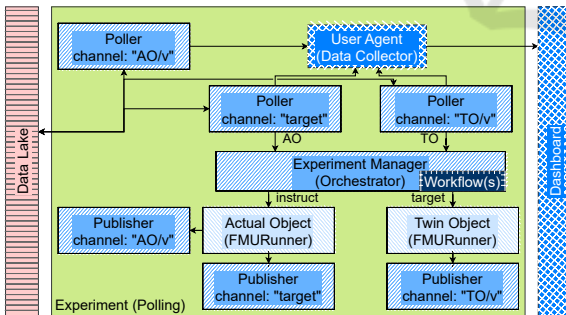 Poller
channel: "AO/v"
User Agent
(Data Collector)
Poller
channel: "target"
Poller
channel: "TO/v"
AO
TO
Experiment Manager
(Orchestrator)
Workflow(s)
instruct
target
Publisher
channel: "AO/v"
Actual Object
(FMURunner)
Twin Object
(FMURunner)
Publisher
channel: "target"
Publisher
channel: "TO/v"
Experiment (Polling)
Data Lake
Dashboard